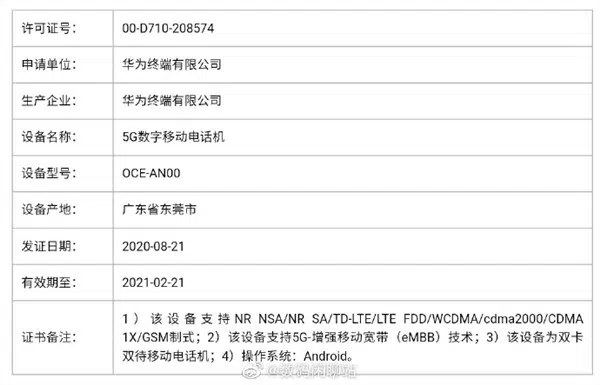 许可证号： 00-D710-208574
申请单位： 华为终端有限公司
生产企业： 华为终端有限公司
设备名称： 5G数字移动电话机
设备型号： OCE-AN00
设备产地： 广东省东莞市
发证日期： 2020-08-21
有效期至： 2021-02-21
证书备注： 1）该设备支持NR NSA/NR SA/TD-LTE/LTE FDD/WCDMA/cdma2000/CDMA
1X/GSM制式；2）该设备支持5G-增强移动宽带（eMBB）技术；3）该设备为双卡
双待移动电话机；4）操作系统：Android。
@数码闲聊站